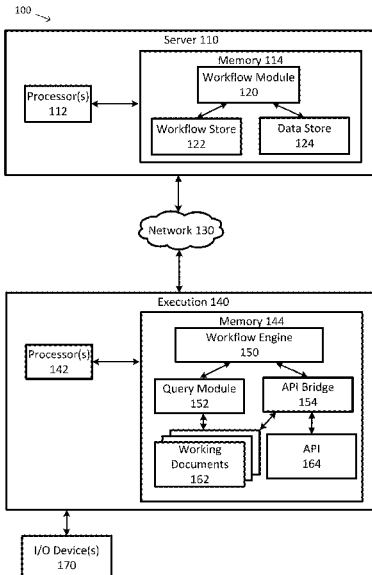 100
Server 110
Memory 114
Workflow Module
120
Processor(s)
112
Workflow Store
122
Data Store
124
Network 130
Execution 140
Memory 144
Workflow Engine
150
Processor(s)
142
Query Module
152
API Bridge
154
Working
Documents
162
API
164
I/O Device(s)
170